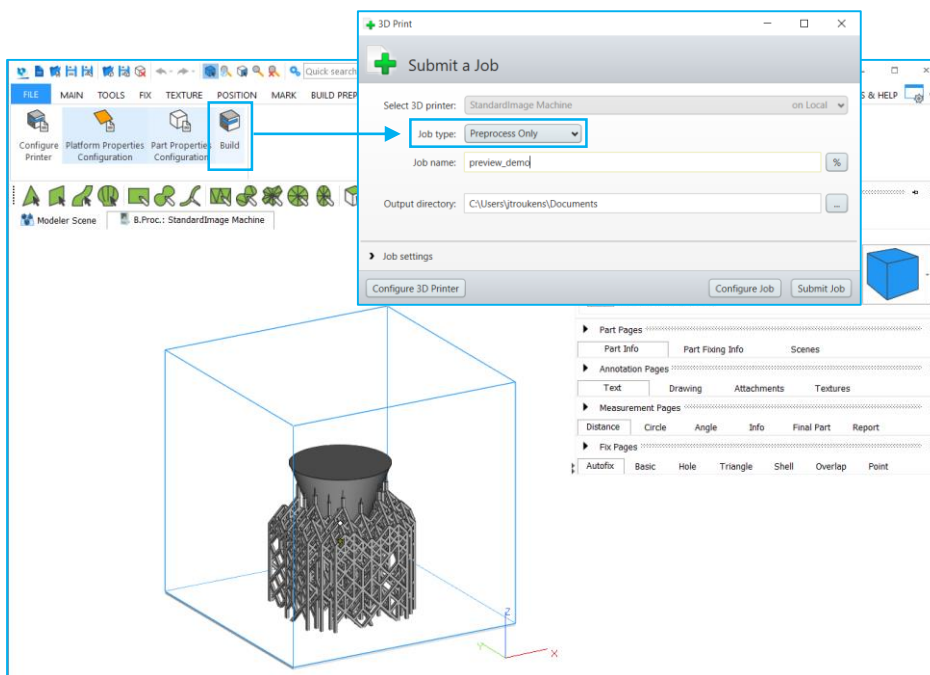 3D Print
Submit a Job
Select 3D printer: StandardImage Machine on Local
Job type: Preprocess Only
Job name: preview_demo %
Output directory: C:\Users\jtroukens\Documents ...
Job settings
Configure 3D Printer Configure Job Submit Job
Quick search
FILE MAIN TOOLS FIX TEXTURE POSITION MARK BUILD PREP
S & HELP
Configure Printer
Platform Properties Configuration
Part Properties Configuration
Build
Modeler Scene B.Proc.: StandardImage Machine
Part Pages
Part Info Part Fixing Info Scenes
Annotation Pages
Text Drawing Attachments Textures
Measurement Pages
Distance Circle Angle Info Final Part Report
Fix Pages
Autofix Basic Hole Triangle Shell Overlap Point
Z
Y
X